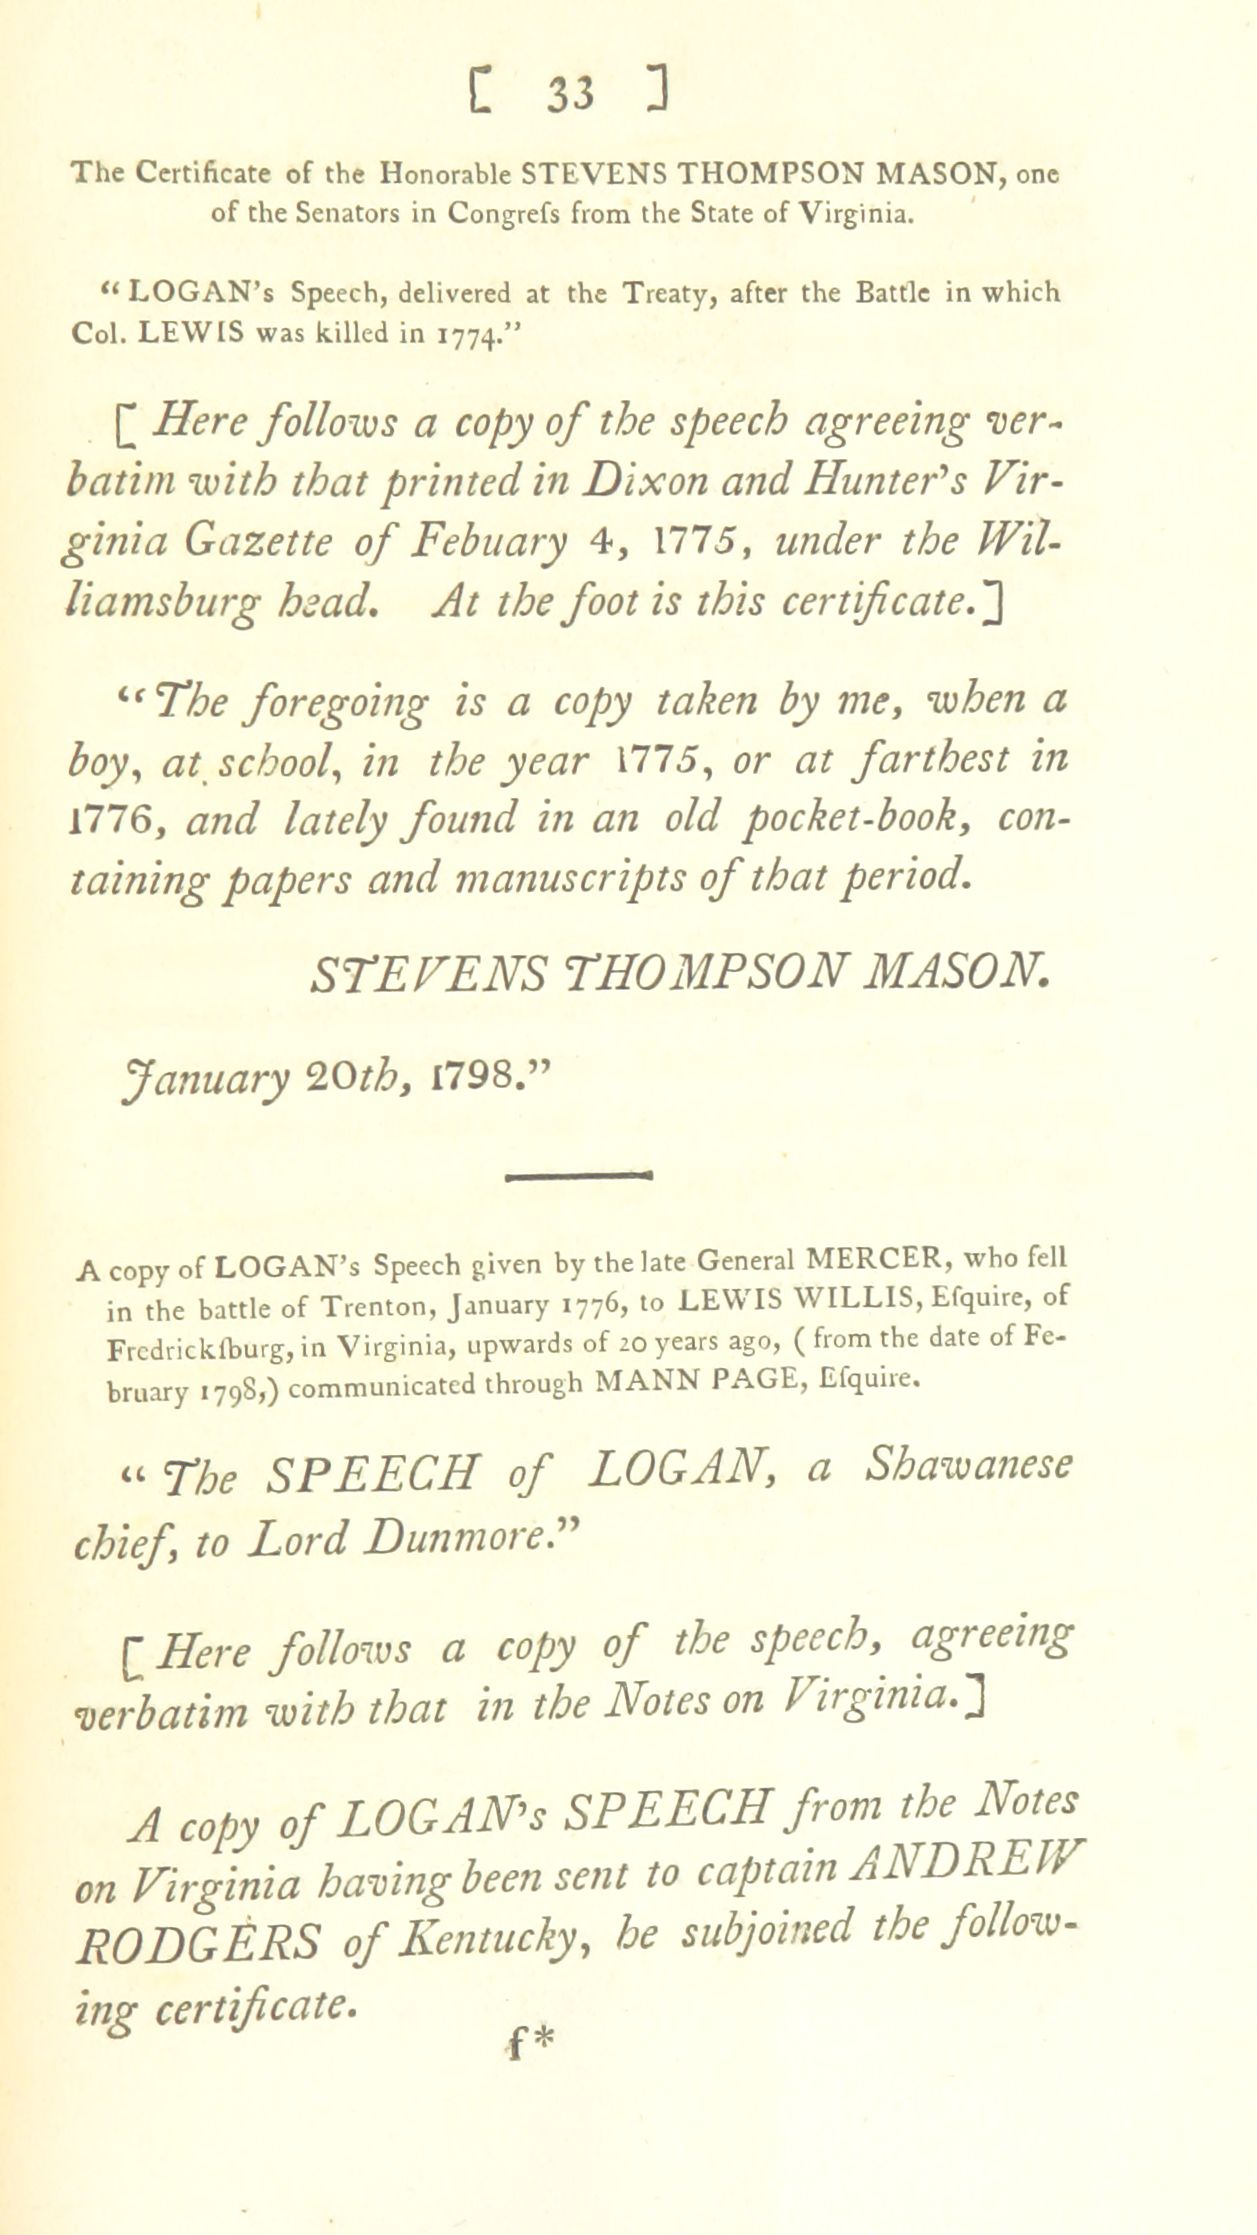 [ 33 ]
The Certificate of the Honorable STEVENS THOMPSON MASON, one
of the Senators in Congreſs from the State of Virginia.
“ LOGAN’s Speech, delivered at the Treaty, after the Battle in which
Col. LEWIS was killed in 1774.”
[ Here follows a copy of the speech agreeing ver-
batim with that printed in Dixon and Hunter’s Vir-
ginia Gazette of Febuary 4, 1775, under the Wil-
liamsburg head. At the foot is this certificate.]
“ The foregoing is a copy taken by me, when a
boy, at school, in the year 1775, or at farthest in
1776, and lately found in an old pocket-book, con-
taining papers and manuscripts of that period.
STEVENS THOMPSON MASON.
January 20th, 1798.”
A copy of LOGAN’s Speech given by the late General MERCER, who fell
in the battle of Trenton, January 1776, to LEWIS WILLIS, Eſquire, of
Fredrickſburg, in Virginia, upwards of 20 years ago, ( from the date of Fe-
bruary 1798,) communicated through MANN PAGE, Eſquire.
“ The SPEECH of LOGAN, a Shawanese
chief, to Lord Dunmore.”
[ Here follows a copy of the speech, agreeing
verbatim with that in the Notes on Virginia.]
A copy of LOGAN’s SPEECH from the Notes
on Virginia having been sent to captain ANDREW
RODGERS of Kentucky, he subjoined the follow-
ing certificate.
f*